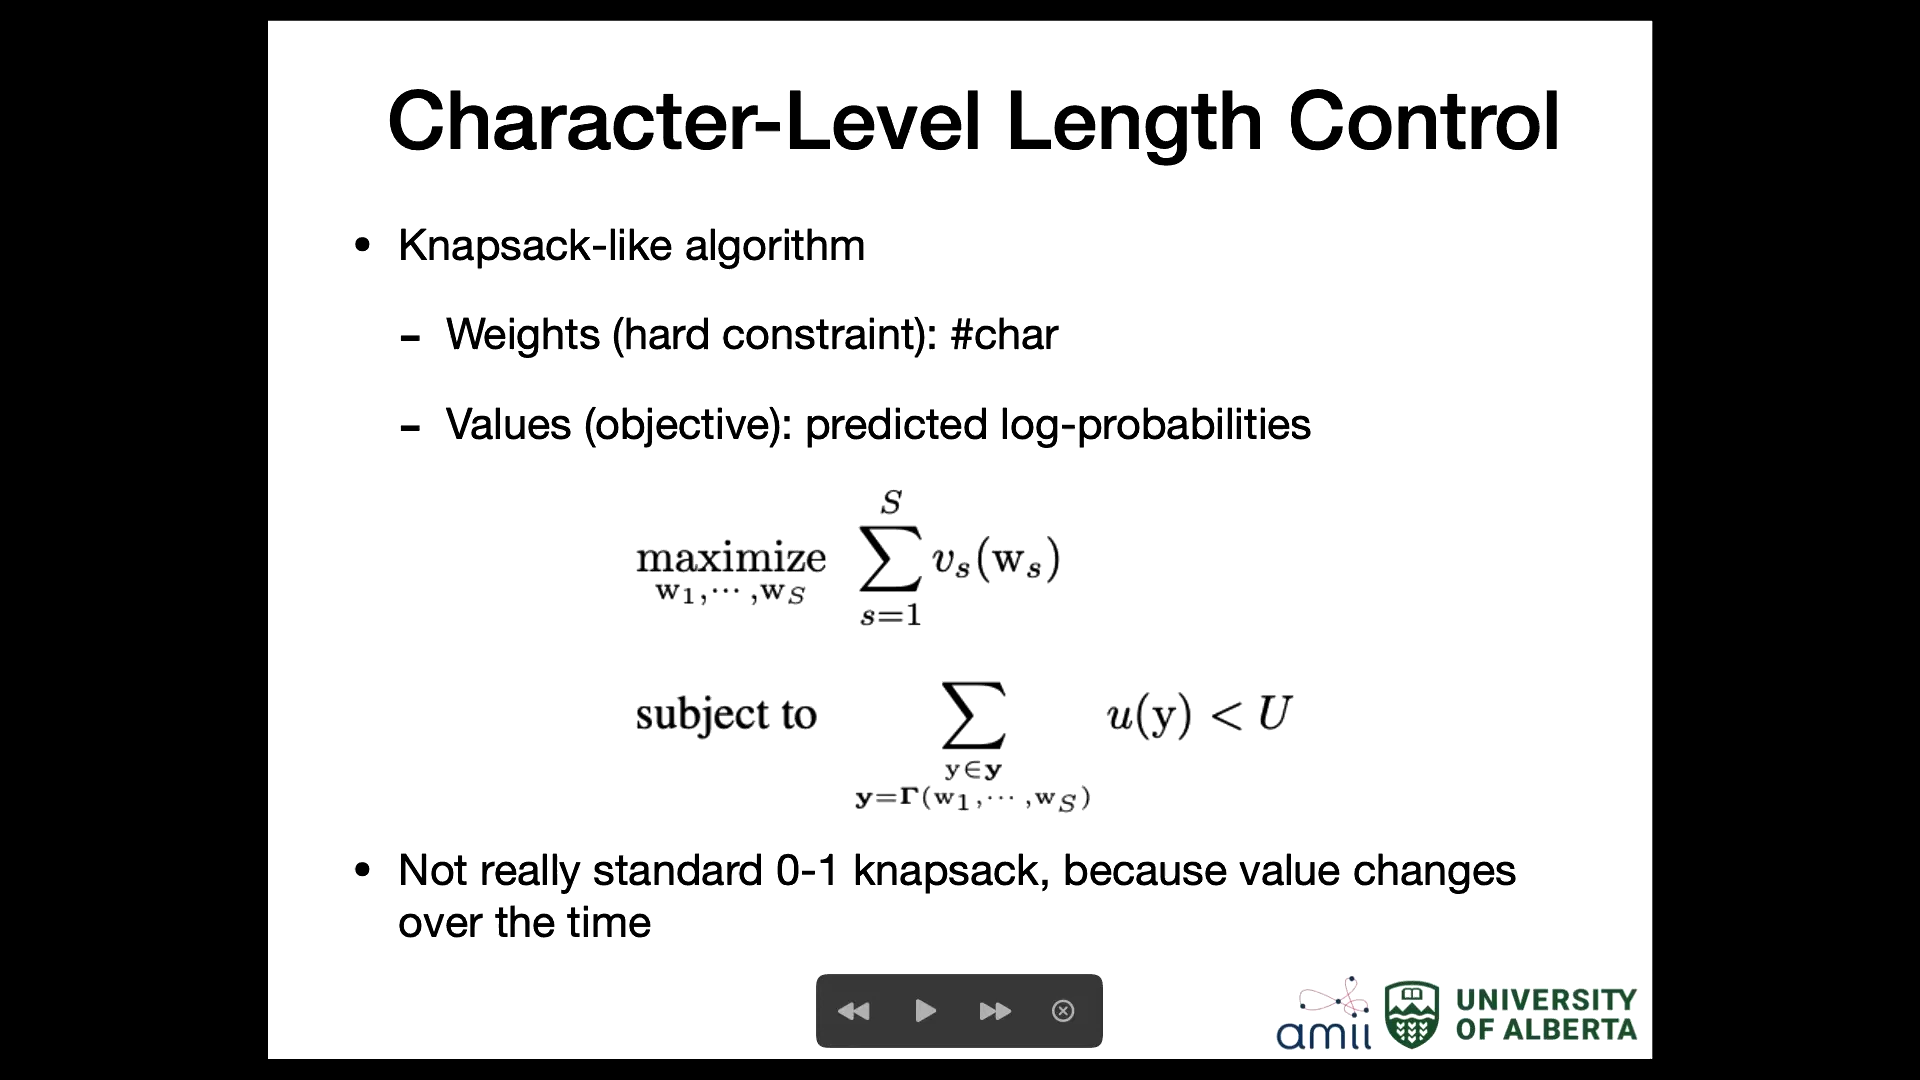 Character-Level Length Control
• Knapsack-like algorithm
– Weights (hard constraint): #char
– Values (objective): predicted log-probabilities
S
maximize ∑ vₛ(wₛ)
w₁,⋯ ,w_S s=1
subject to ∑ u(y) < U
y∈𝐲
𝐲=𝚪(w₁,⋯ ,w_S)
• Not really standard 0-1 knapsack, because value changes
over the time
amii
UNIVERSITY
OF ALBERTA